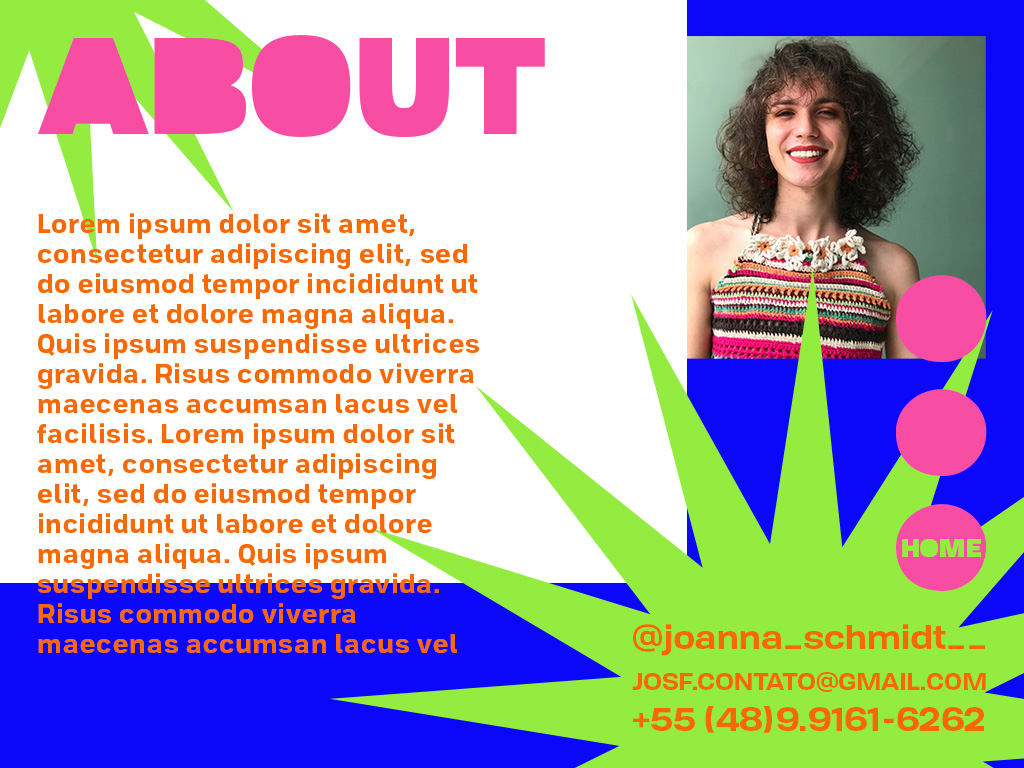 ABOUT
Lorem ipsum dolor sit amet,
consectetur adipiscing elit, sed
do eiusmod tempor incididunt ut
labore et dolore magna aliqua.
Quis ipsum suspendisse ultrices
gravida. Risus commodo viverra
maecenas accumsan lacus vel
facilisis. Lorem ipsum dolor sit
amet, consectetur adipiscing
elit, sed do eiusmod tempor
incididunt ut labore et dolore
magna aliqua. Quis ipsum
suspendisse ultrices gravida.
Risus commodo viverra
maecenas accumsan lacus vel
HOME
@joanna_schmidt__
JOSF.CONTATO@GMAIL.COM
+55 (48)9.9161-6262